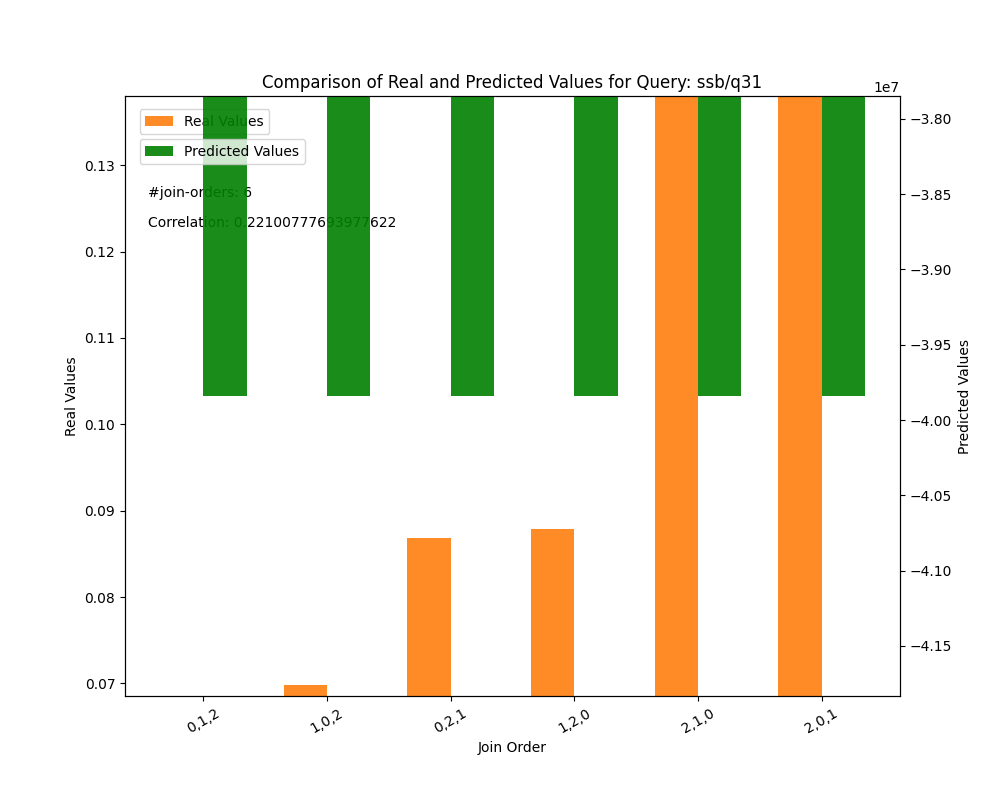 Comparison of Real and Predicted Values for Query: ssb/q31
1e7
Real Values
Predicted Values
#join-orders: 6
Correlation: 0.22100777693977622
0.13
0.12
0.11
0.10
0.09
0.08
0.07
Real Values
−3.80
−3.85
−3.90
−3.95
−4.00
−4.05
−4.10
−4.15
Predicted Values
0,1,2
1,0,2
0,2,1
1,2,0
2,1,0
2,0,1
Join Order